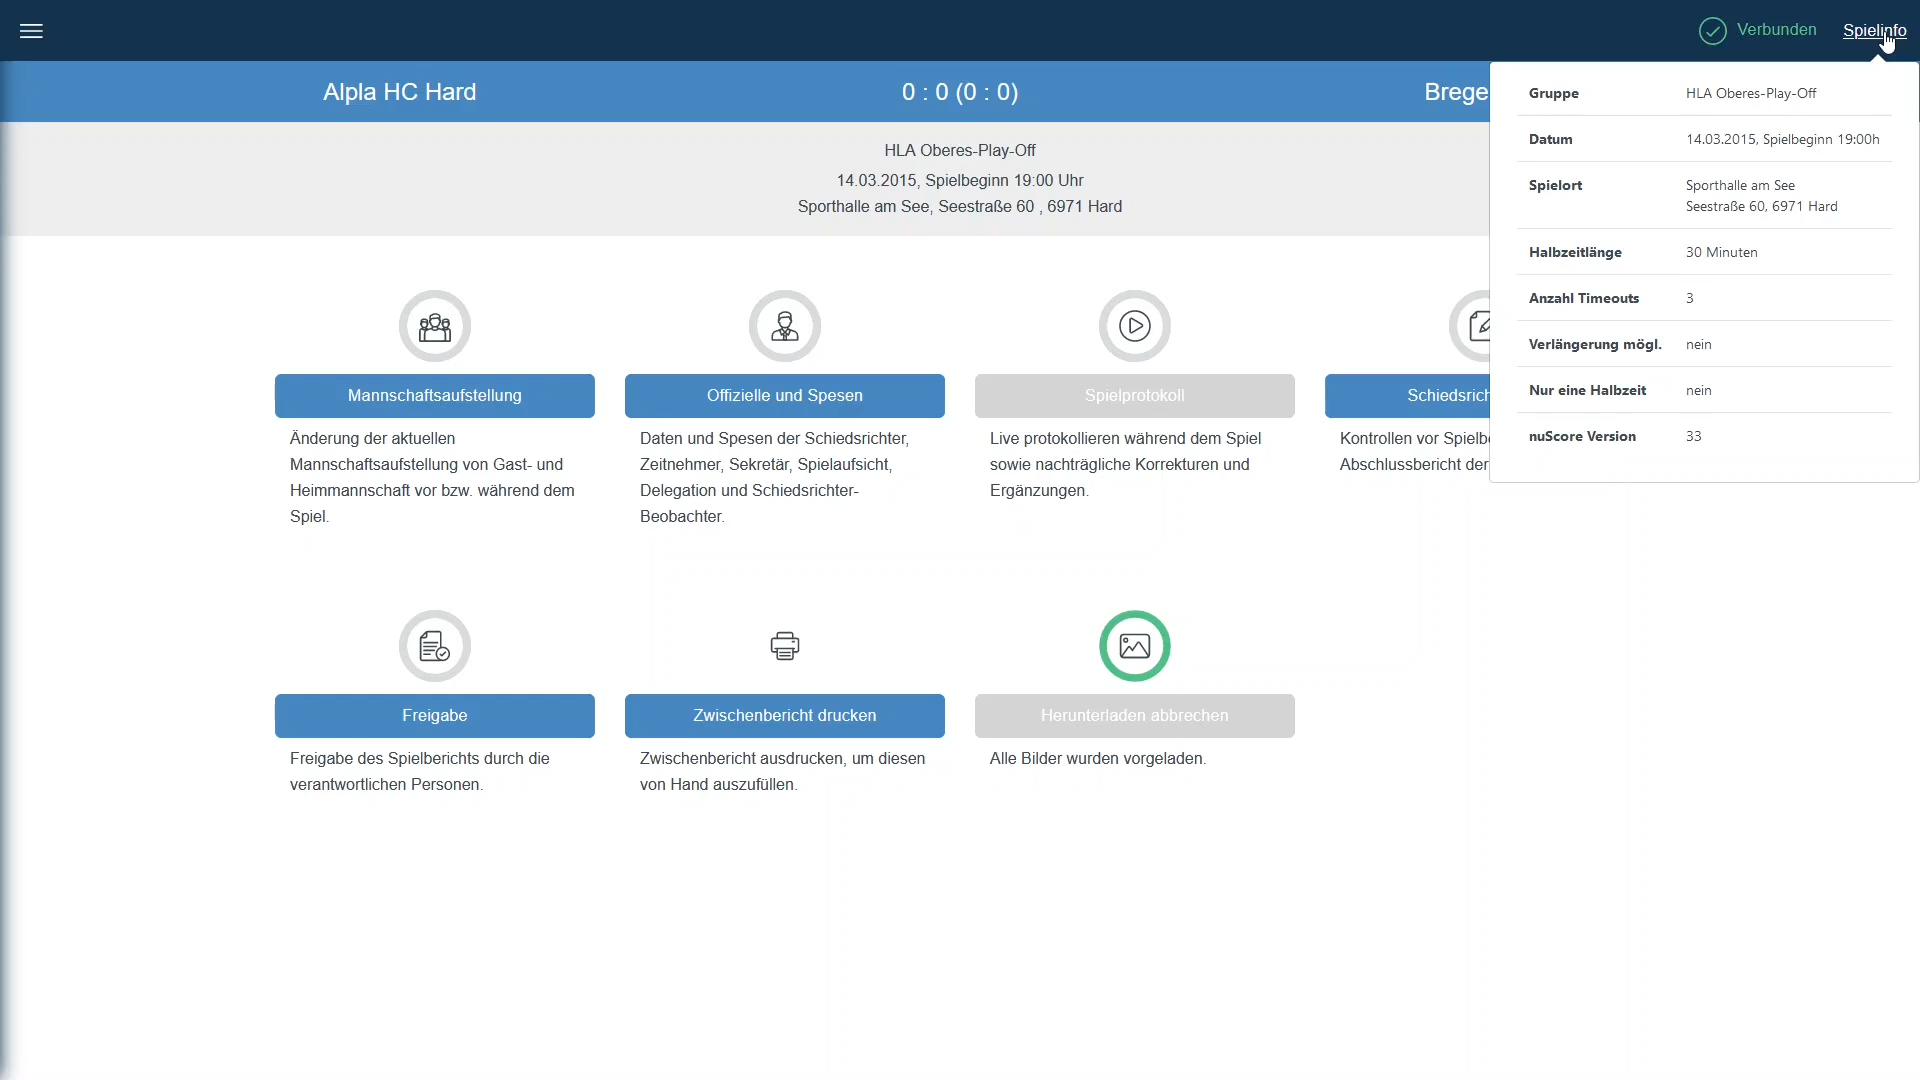 Verbunden
Spielinfo
Alpla HC Hard
0 : 0 (0 : 0)
HLA Oberes-Play-Off
14.03.2015, Spielbeginn 19:00 Uhr
Sporthalle am See, Seestraße 60 , 6971 Hard
Gruppe HLA Oberes-Play-Off
Datum 14.03.2015, Spielbeginn 19:00h
Spielort Sporthalle am See
Seestraße 60, 6971 Hard
Halbzeitlänge 30 Minuten
Anzahl Timeouts 3
Verlängerung mögl. nein
Nur eine Halbzeit nein
nuScore Version 33
Mannschaftsaufstellung
Änderung der aktuellen
Mannschaftsaufstellung von Gast- und
Heimmannschaft vor bzw. während dem
Spiel.
Offizielle und Spesen
Daten und Spesen der Schiedsrichter,
Zeitnehmer, Sekretär, Spielaufsicht,
Delegation und Schiedsrichter-
Beobachter.
Spielprotokoll
Live protokollieren während dem Spiel
sowie nachträgliche Korrekturen und
Ergänzungen.
Kontrollen vor
Abschlussbericht der
Freigabe
Freigabe des Spielberichts durch die
verantwortlichen Personen.
Zwischenbericht drucken
Zwischenbericht ausdrucken, um diesen
von Hand auszufüllen.
Herunterladen abbrechen
Alle Bilder wurden vorgeladen.